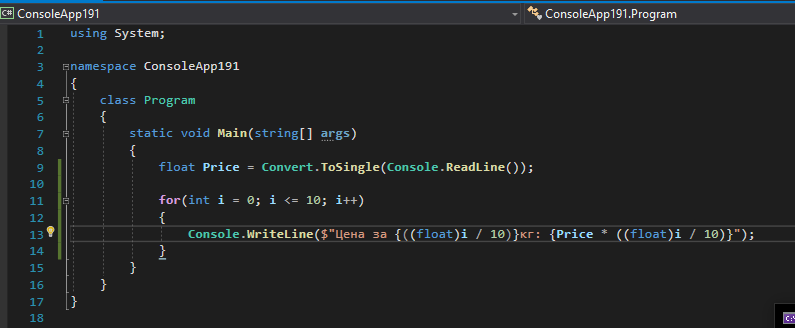 C# ConsoleApp191 ConsoleApp191.Program
1 using System;
2
3 namespace ConsoleApp191
4 {
5 class Program
6 {
7 static void Main(string[] args)
8 {
9 float Price = Convert.ToSingle(Console.ReadLine());
10
11 for(int i = 0; i <= 10; i++)
12 {
13 Console.WriteLine($"Цена за {((float)i / 10)}кг: {Price * ((float)i / 10)}");
14 }
15 }
16 }
17 }
18